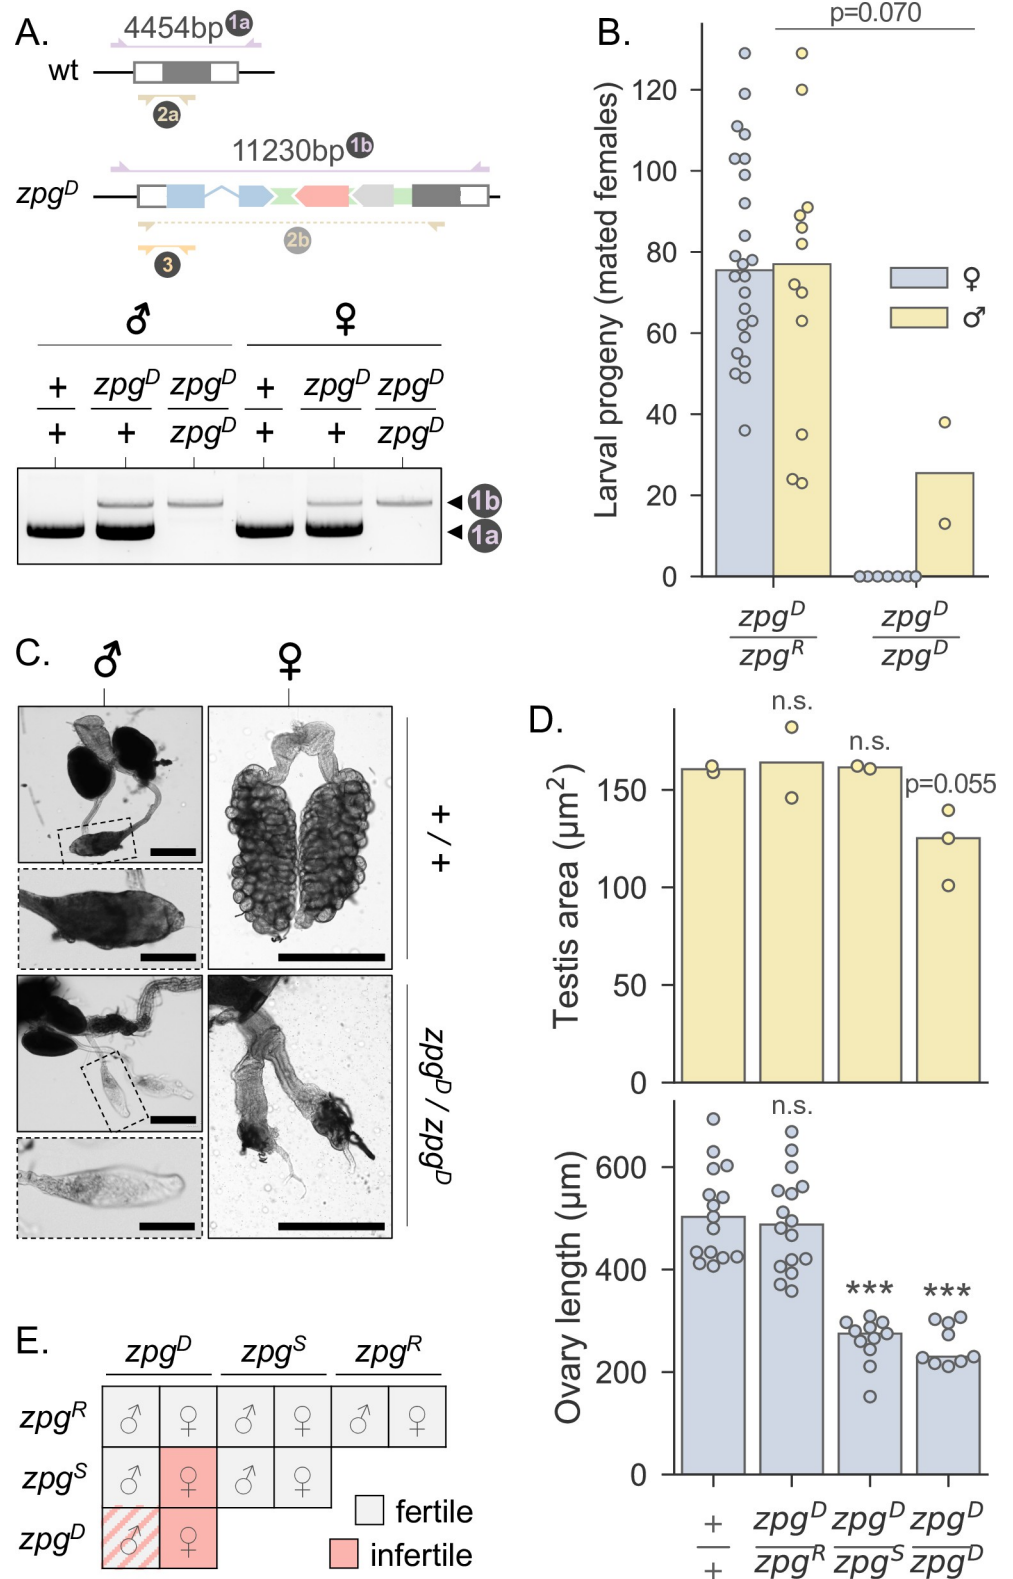 A.
4454bp 1a
wt
2a
11230bp 1b
zpgD
2b
3
♂ ♀
+ zpgD zpgD + zpgD zpgD
+ + zpgD + + zpgD
1b
1a
B.
p=0.070
Larval progeny (mated females)
120
100
80
60
40
20
0
♀
♂
zpgD zpgD
zpgR zpgD
C.
♂ ♀
+ / +
zpgD / zpgD
D.
n.s.
n.s.
p=0.055
Testis area (µm2)
150
100
50
0
n.s.
*** ***
Ovary length (µm)
600
400
200
0
+ zpgD zpgD zpgD
+ zpgR zpgS zpgD
E.
zpgD zpgS zpgR
zpgR ♂ ♀ ♂ ♀ ♂ ♀
zpgS ♂ ♀ ♂ ♀
zpgD ♂ ♀
fertile
infertile